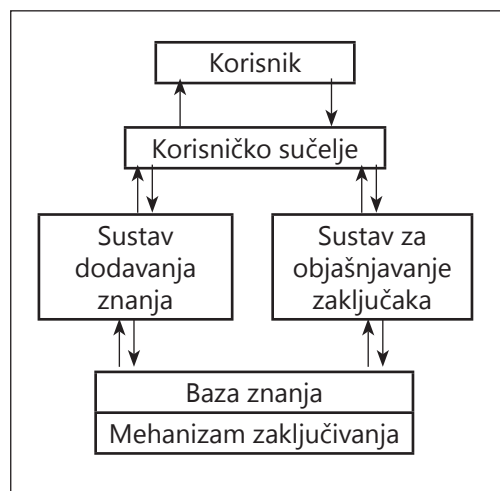 Korisnik
Korisničko sučelje
Sustav
dodavanja
znanja
Sustav za
objašnjavanje
zaključaka
Baza znanja
Mehanizam zaključivanja